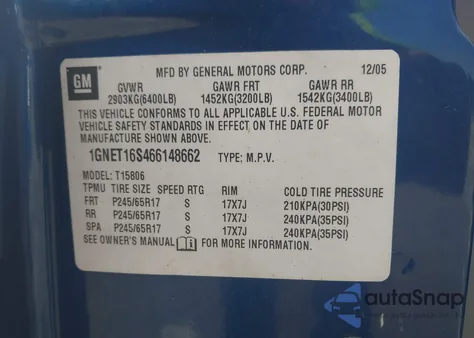 MFD BY GENERAL MOTORS CORP. 12/05
GM
GVWR GAWR FRT GAWR RR
2903KG(6400LB) 1452KG(3200LB) 1542KG(3400LB)
THIS VEHICLE CONFORMS TO ALL APPLICABLE U.S. FEDERAL MOTOR
VEHICLE SAFETY STANDARDS IN EFFECT ON THE DATE OF
MANUFACTURE SHOWN ABOVE.
1GNET16S466148662 TYPE: M.P.V.
MODEL: T15806
TPMU TIRE SIZE SPEED RTG RIM COLD TIRE PRESSURE
FRT P245/65R17 S 17X7J 210KPA(30PSI)
RR P245/65R17 S 17X7J 240KPA(35PSI)
SPA P245/65R17 S 17X7J 240KPA(35PSI)
SEE OWNER'S MANUAL i FOR MORE INFORMATION.
autoSnap